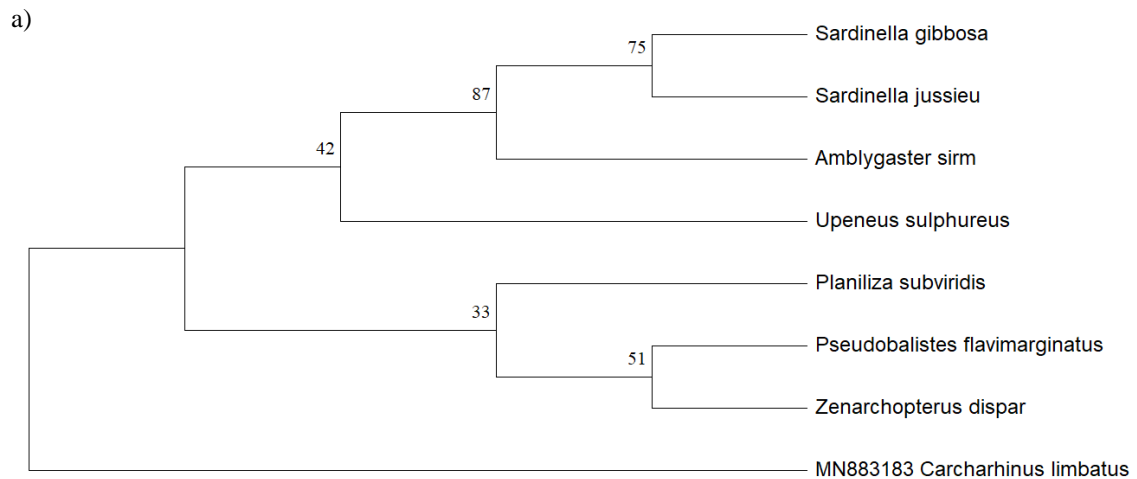 a)
Sardinella gibbosa
75
Sardinella jussieu
87
Amblygaster sirm
42
Upeneus sulphureus
Planiliza subviridis
33
Pseudobalistes flavimarginatus
51
Zenarchopterus dispar
MN883183 Carcharhinus limbatus